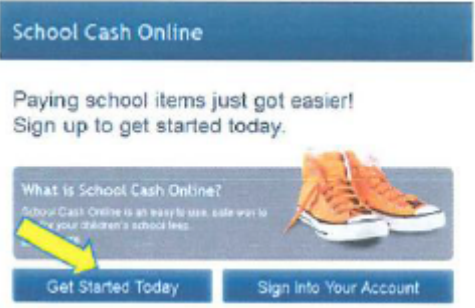 School Cash Online
Paying school items just got easier!
Sign up to get started today.
What is School Cash Online?
School Cash Online is an easy to use, safe way to
for your children's school fees.
Get Started Today
Sign Into Your Account